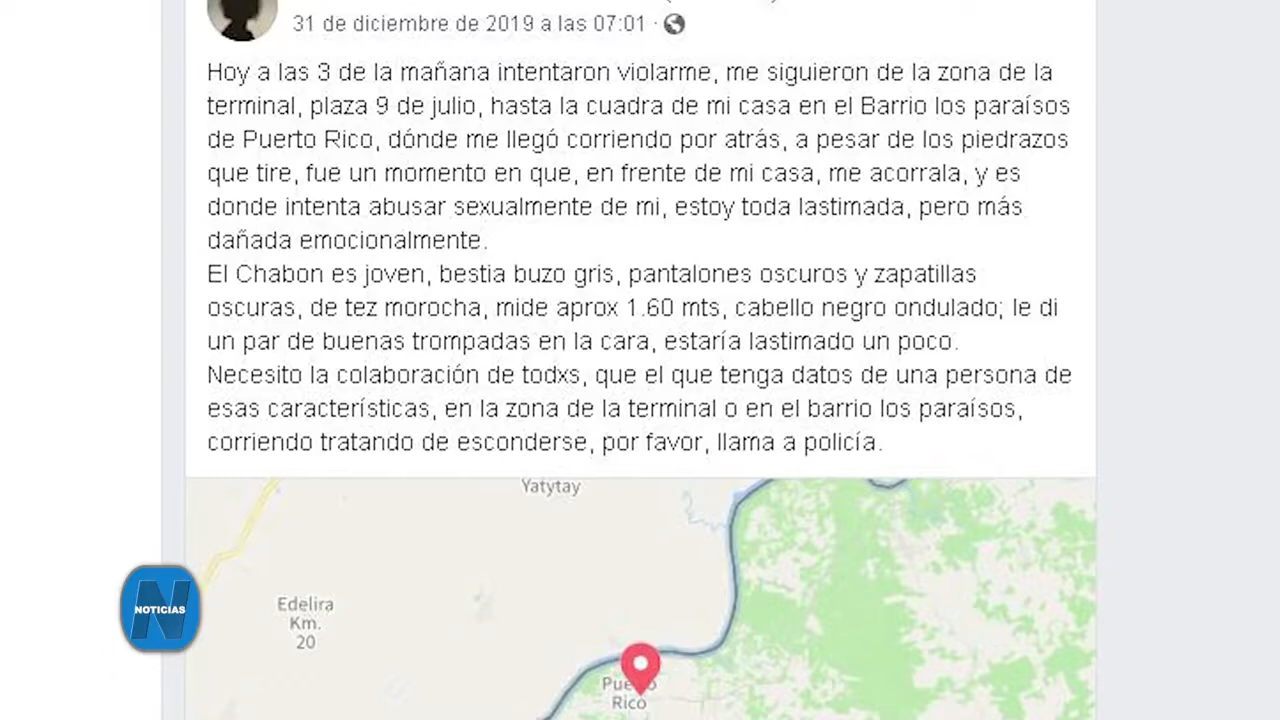 31 de diciembre de 2019 a las 07:01 ·
Hoy a las 3 de la mañana intentaron violarme, me siguieron de la zona de la
terminal, plaza 9 de julio, hasta la cuadra de mi casa en el Barrio los paraísos
de Puerto Rico, dónde me llegó corriendo por atrás, a pesar de los piedrazos
que tire, fue un momento en que, en frente de mi casa, me acorrala, y es
donde intenta abusar sexualmente de mi, estoy toda lastimada, pero más
dañada emocionalmente.
El Chabon es joven, bestia buzo gris, pantalones oscuros y zapatillas
oscuras, de tez morocha, mide aprox 1.60 mts, cabello negro ondulado; le di
un par de buenas trompadas en la cara, estaría lastimado un poco.
Necesito la colaboración de todxs, que el que tenga datos de una persona de
esas características, en la zona de la terminal o en el barrio los paraísos,
corriendo tratando de esconderse, por favor, llama a policía.
Yatytay
Edelira
Km.
20
N
NOTICIAS
Puerto
Rico